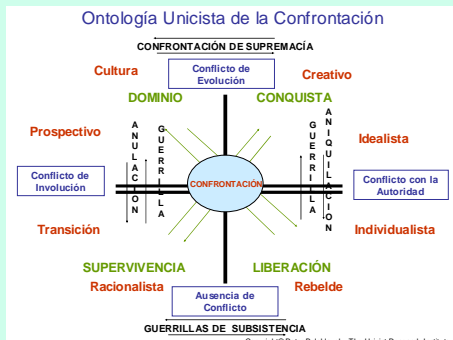 Ontología Unicista de la Confrontación
CONFRONTACIÓN DE SUPREMACÍA
Cultura
Conflicto de
Evolución
Creativo
DOMINIO
CONQUISTA
Prospectivo
ANULACION
GUERRILLA
GUERRILLA
ANIQUILACION
Idealista
Conflicto de
Involución
CONFRONTACIÓN
Conflicto con la
Autoridad
Transición
Individualista
SUPERVIVENCIA
LIBERACIÓN
Racionalista
Rebelde
Ausencia de
Conflicto
GUERRILLAS DE SUBSISTENCIA